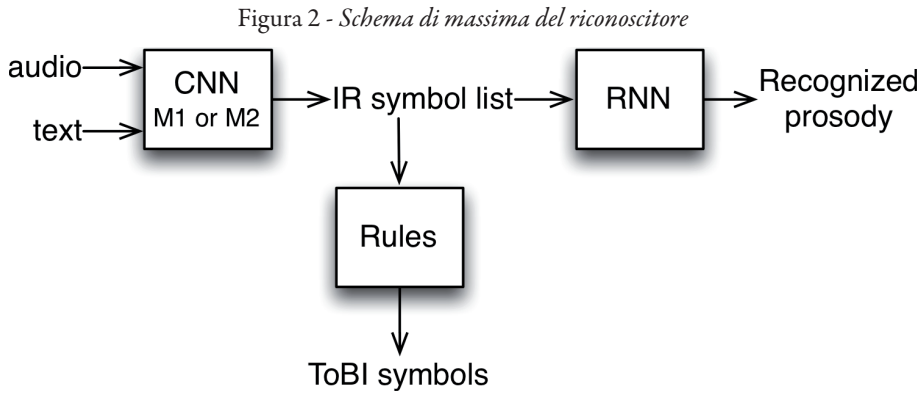 Figura 2 - Schema di massima del riconoscitore
audio
text
CNN
M1 or M2
IR symbol list
RNN
Recognized
prosody
Rules
ToBI symbols